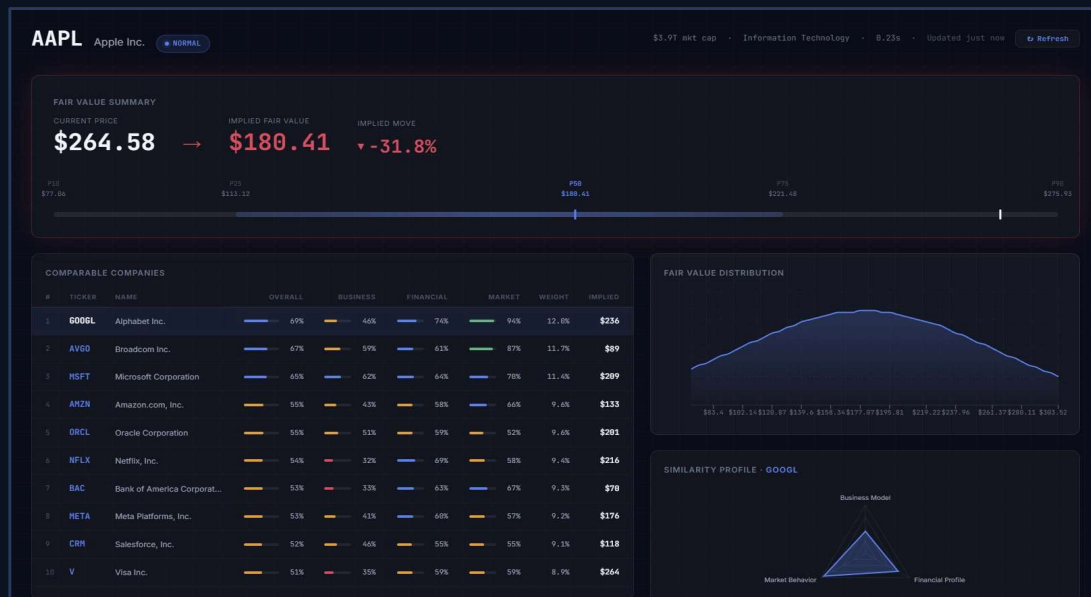 AAPL Apple Inc. NORMAL
$3.9T mkt cap · Information Technology · 0.23s · Updated just now ↻ Refresh
FAIR VALUE SUMMARY
CURRENT PRICE
$264.58
→
IMPLIED FAIR VALUE
$180.41
IMPLIED MOVE
▼ -31.8%
P10 P25 P50 P75 P90
$77.06 $113.12 $180.41 $221.48 $275.93
COMPARABLE COMPANIES
# TICKER NAME OVERALL BUSINESS FINANCIAL MARKET WEIGHT IMPLIED
1 GOOGL Alphabet Inc. 69% 46% 74% 94% 12.0% $236
2 AVGO Broadcom Inc. 67% 59% 61% 87% 11.7% $89
3 MSFT Microsoft Corporation 65% 62% 64% 70% 11.4% $209
4 AMZN Amazon.com, Inc. 55% 43% 58% 66% 9.6% $133
5 ORCL Oracle Corporation 55% 51% 59% 52% 9.6% $201
6 NFLX Netflix, Inc. 54% 32% 69% 58% 9.4% $216
7 BAC Bank of America Corporat... 53% 33% 63% 67% 9.3% $70
8 META Meta Platforms, Inc. 53% 41% 60% 57% 9.2% $176
9 CRM Salesforce, Inc. 52% 46% 55% 55% 9.1% $118
10 V Visa Inc. 51% 35% 59% 59% 8.9% $264
FAIR VALUE DISTRIBUTION
$83.4 $102.14 $120.87 $139.6 $158.34 $177.07 $195.81 $219.22 $237.96 $261.37 $280.11 $303.52
SIMILARITY PROFILE · GOOGL
Business Model
Market Behavior
Financial Profile